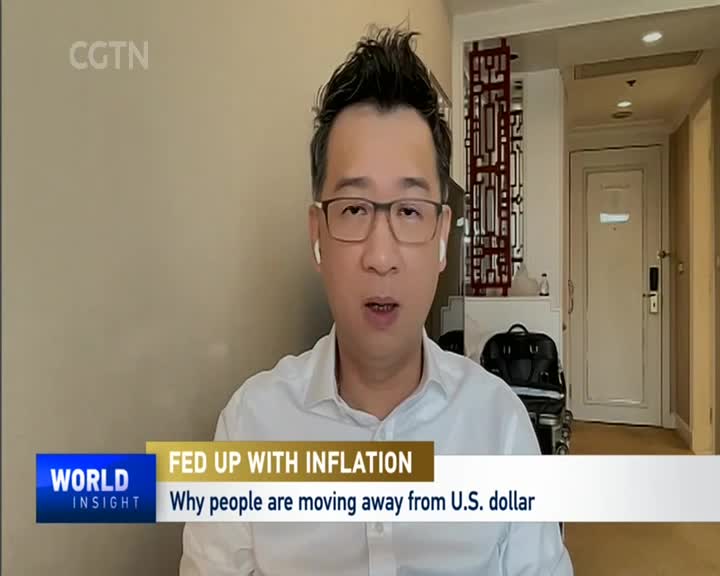 CGTN
FED UP WITH INFLATION
WORLD
INSIGHT
Why people are moving away from U.S. dollar